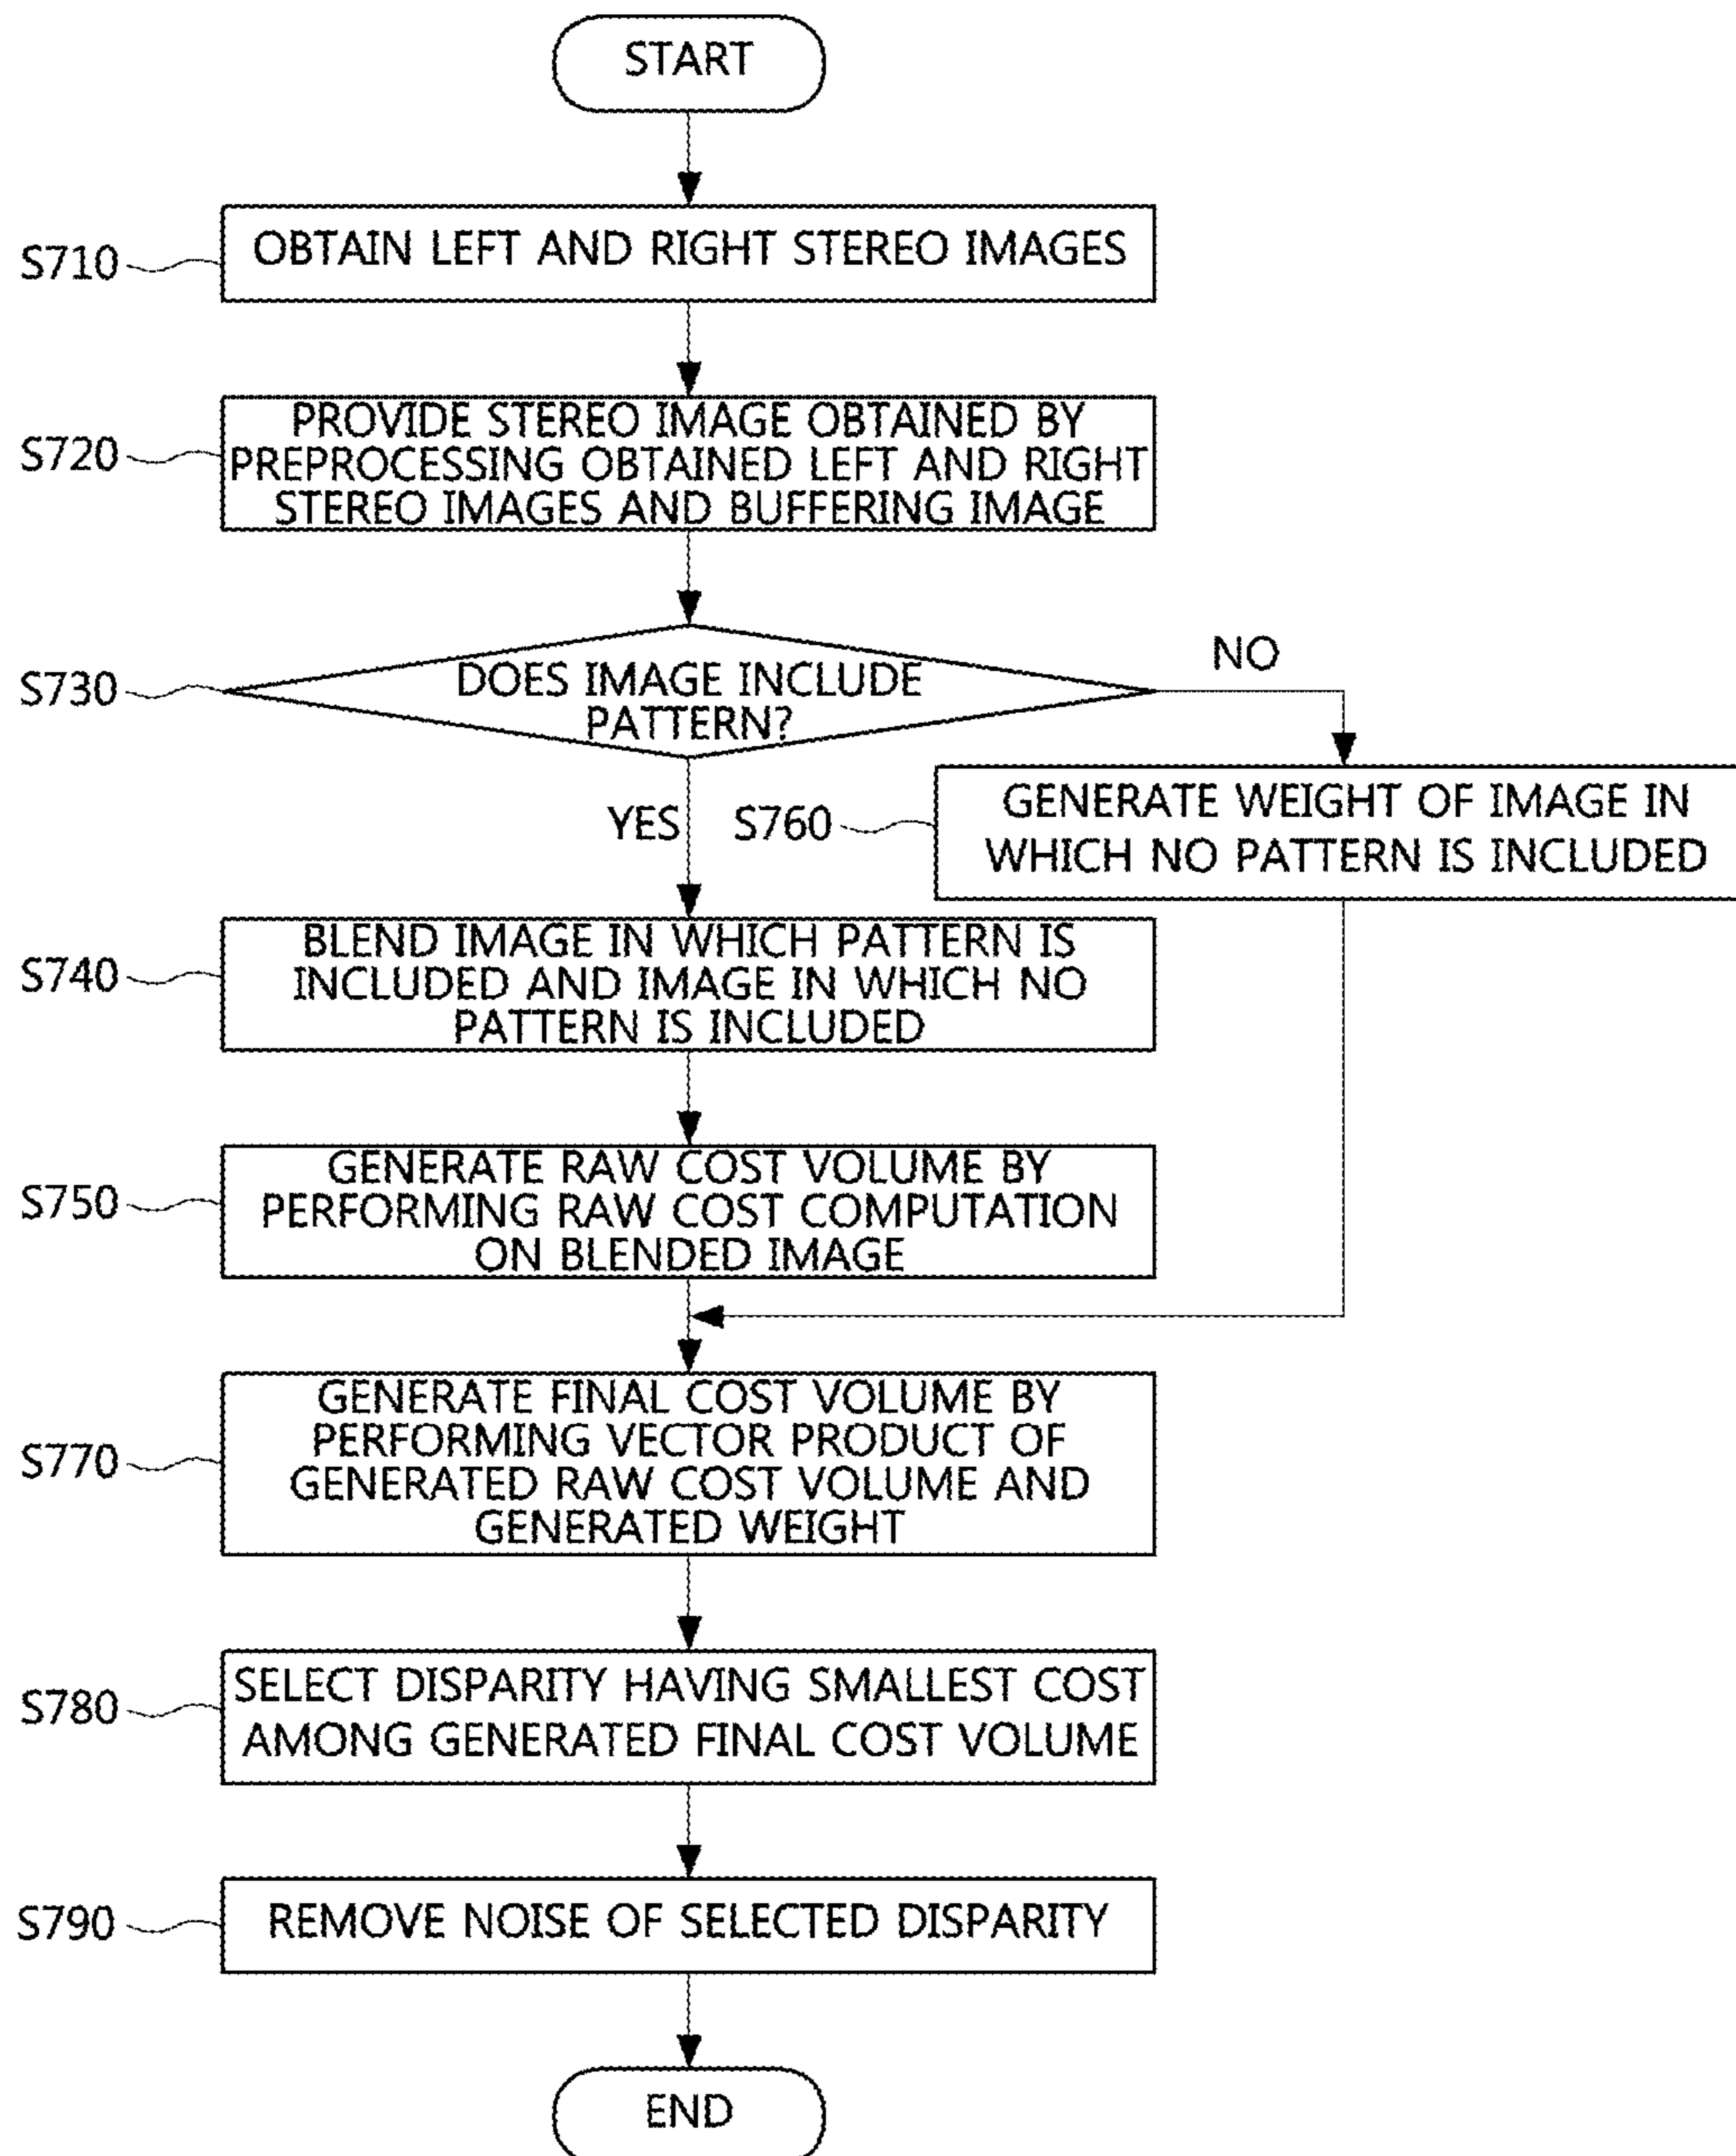 START
S710
OBTAIN LEFT AND RIGHT STEREO IMAGES
S720
PROVIDE STEREO IMAGE OBTAINED BY
PREPROCESSING OBTAINED LEFT AND RIGHT
STEREO IMAGES AND BUFFERING IMAGE
S730
DOES IMAGE INCLUDE
PATTERN?
NO
YES
S760
GENERATE WEIGHT OF IMAGE IN
WHICH NO PATTERN IS INCLUDED
S740
BLEND IMAGE IN WHICH PATTERN IS
INCLUDED AND IMAGE IN WHICH NO
PATTERN IS INCLUDED
S750
GENERATE RAW COST VOLUME BY
PERFORMING RAW COST COMPUTATION
ON BLENDED IMAGE
S770
GENERATE FINAL COST VOLUME BY
PERFORMING VECTOR PRODUCT OF
GENERATED RAW COST VOLUME AND
GENERATED WEIGHT
S780
SELECT DISPARITY HAVING SMALLEST COST
AMONG GENERATED FINAL COST VOLUME
S790
REMOVE NOISE OF SELECTED DISPARITY
END